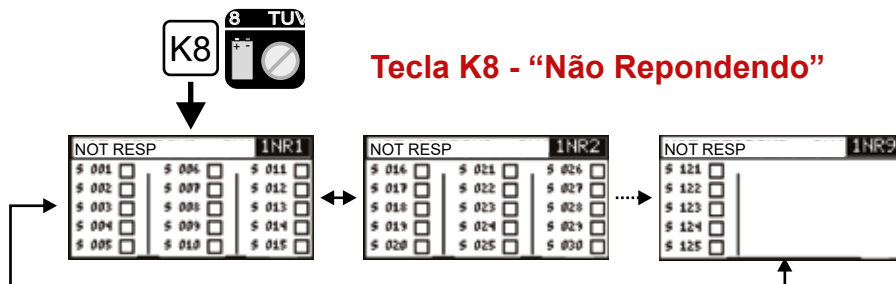 8 TUV
K8
Tecla K8 - “Não Repondendo”
NOT RESP 1NR1
S 001 S 006 S 011
S 002 S 007 S 012
S 003 S 008 S 013
S 004 S 009 S 014
S 005 S 010 S 015
NOT RESP 1NR2
S 016 S 021 S 026
S 017 S 022 S 027
S 018 S 023 S 028
S 019 S 024 S 029
S 020 S 025 S 030
NOT RESP 1NR9
S 121
S 122
S 123
S 124
S 125